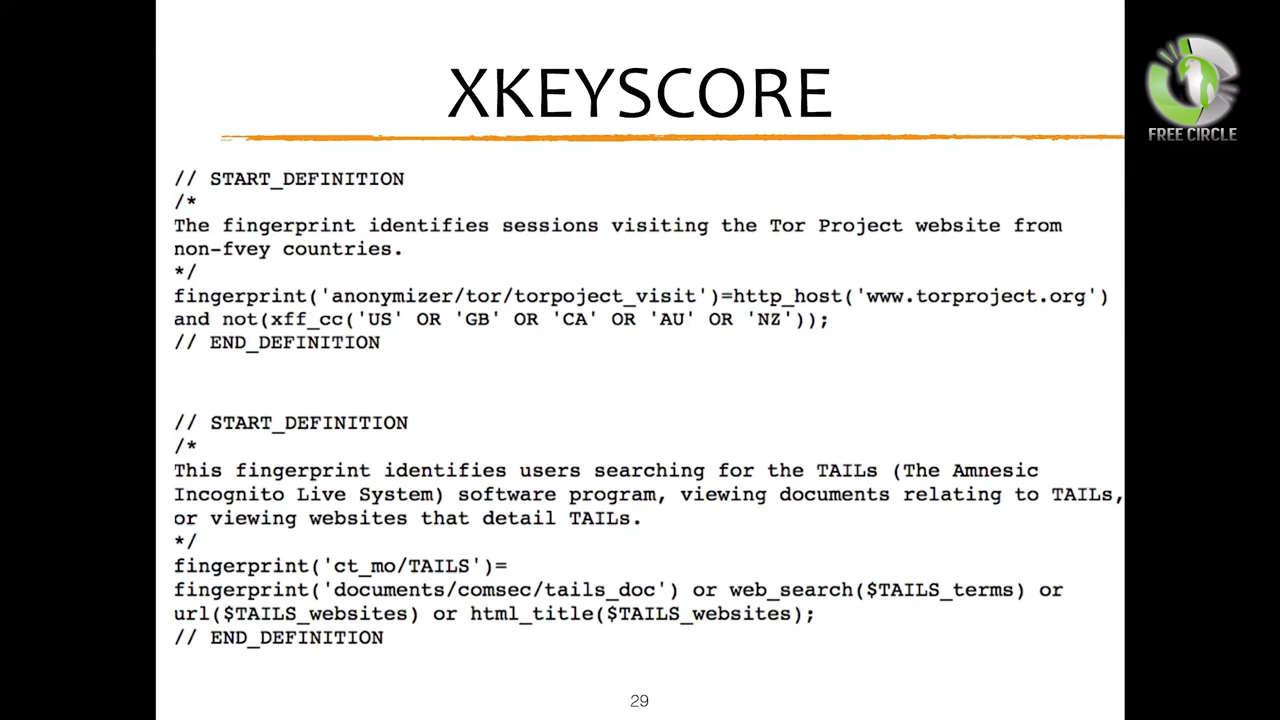 XKEYSCORE
FREE CIRCLE
// START_DEFINITION
/*
The fingerprint identifies sessions visiting the Tor Project website from
non-fvey countries.
*/
fingerprint('anonymizer/tor/torpoject_visit')=http_host('www.torproject.org')
and not(xff_cc('US' OR 'GB' OR 'CA' OR 'AU' OR 'NZ'));
// END_DEFINITION
// START_DEFINITION
/*
This fingerprint identifies users searching for the TAILs (The Amnesic
Incognito Live System) software program, viewing documents relating to TAILs,
or viewing websites that detail TAILs.
*/
fingerprint('ct_mo/TAILS')=
fingerprint('documents/comsec/tails_doc') or web_search($TAILS_terms) or
url($TAILS_websites) or html_title($TAILS_websites);
// END_DEFINITION
29